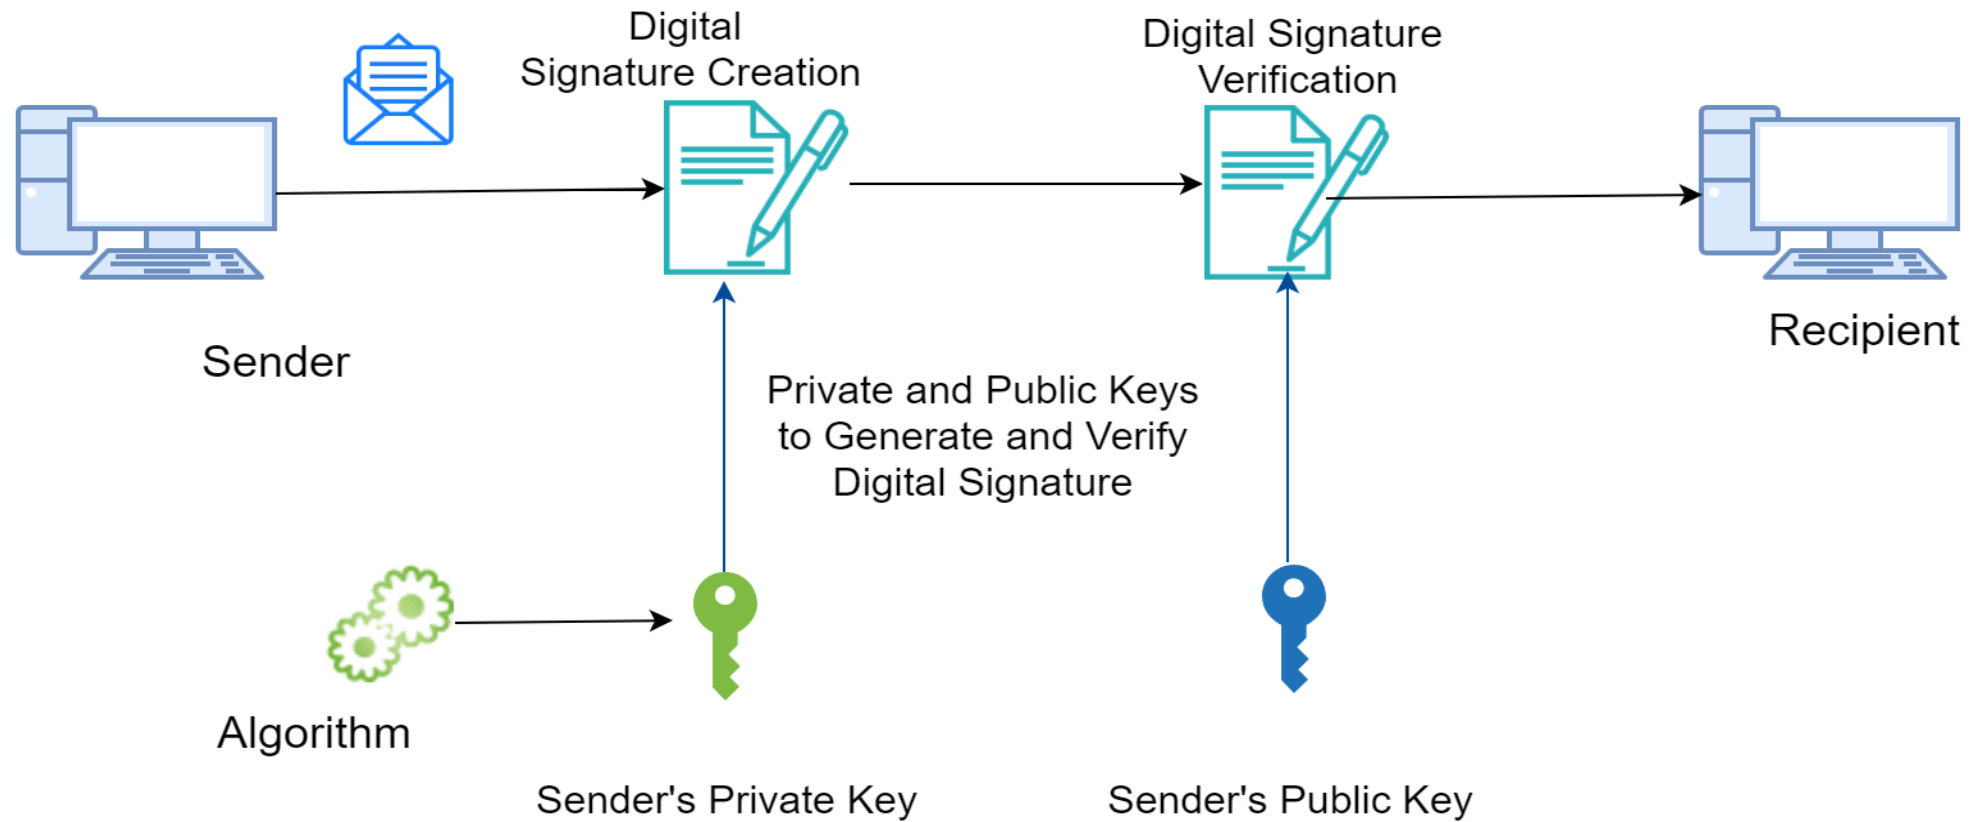 Digital
Signature Creation
Digital Signature
Verification
Sender
Recipient
Private and Public Keys
to Generate and Verify
Digital Signature
Algorithm
Sender's Private Key
Sender's Public Key